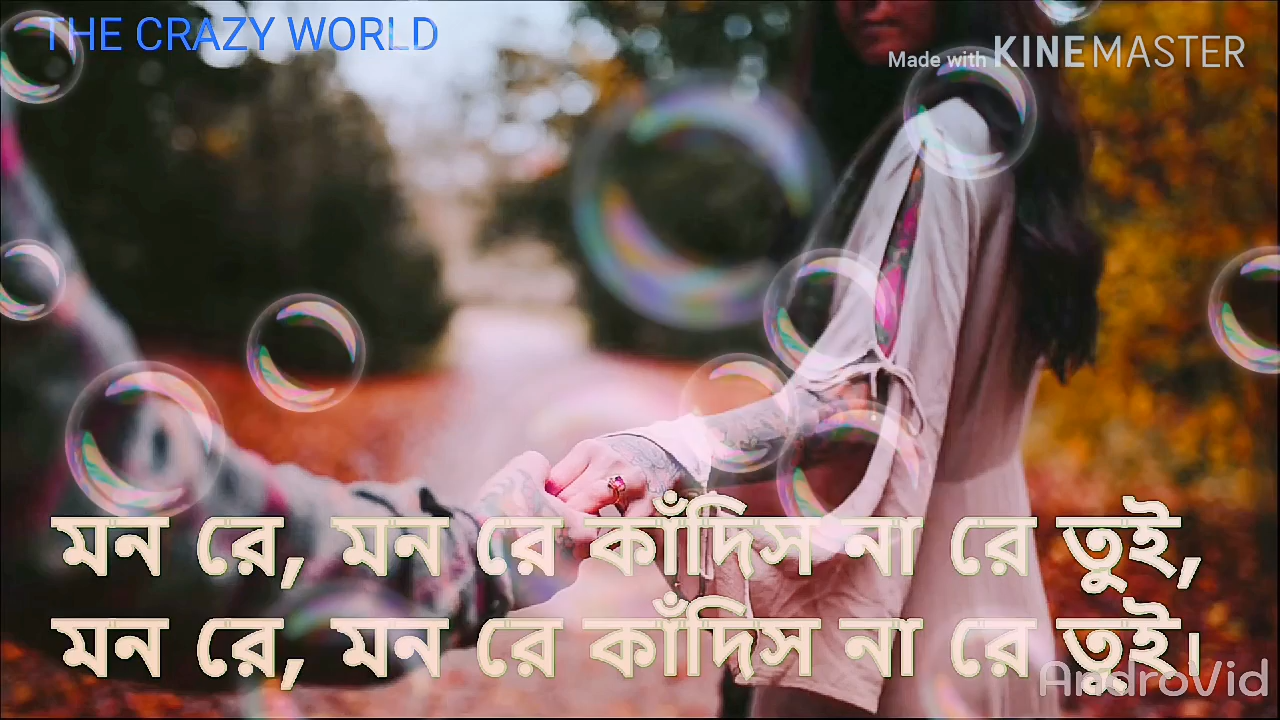 THE CRAZY WORLD
Made with KINEMASTER
মন রে, মন রে কাঁদিস না রে তুই,
মন রে, মন রে কাঁদিস না রে তুই।
AndroVid